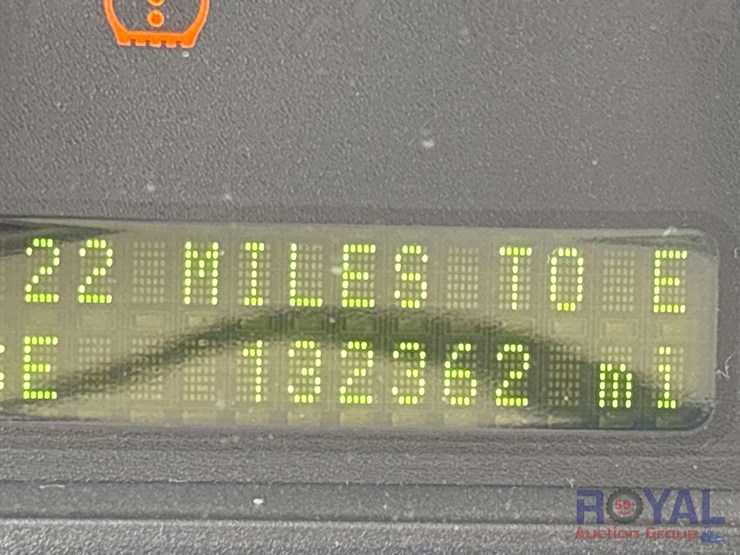 22 MILES TO E
E 132362 mi
ROYAL
Auction Group